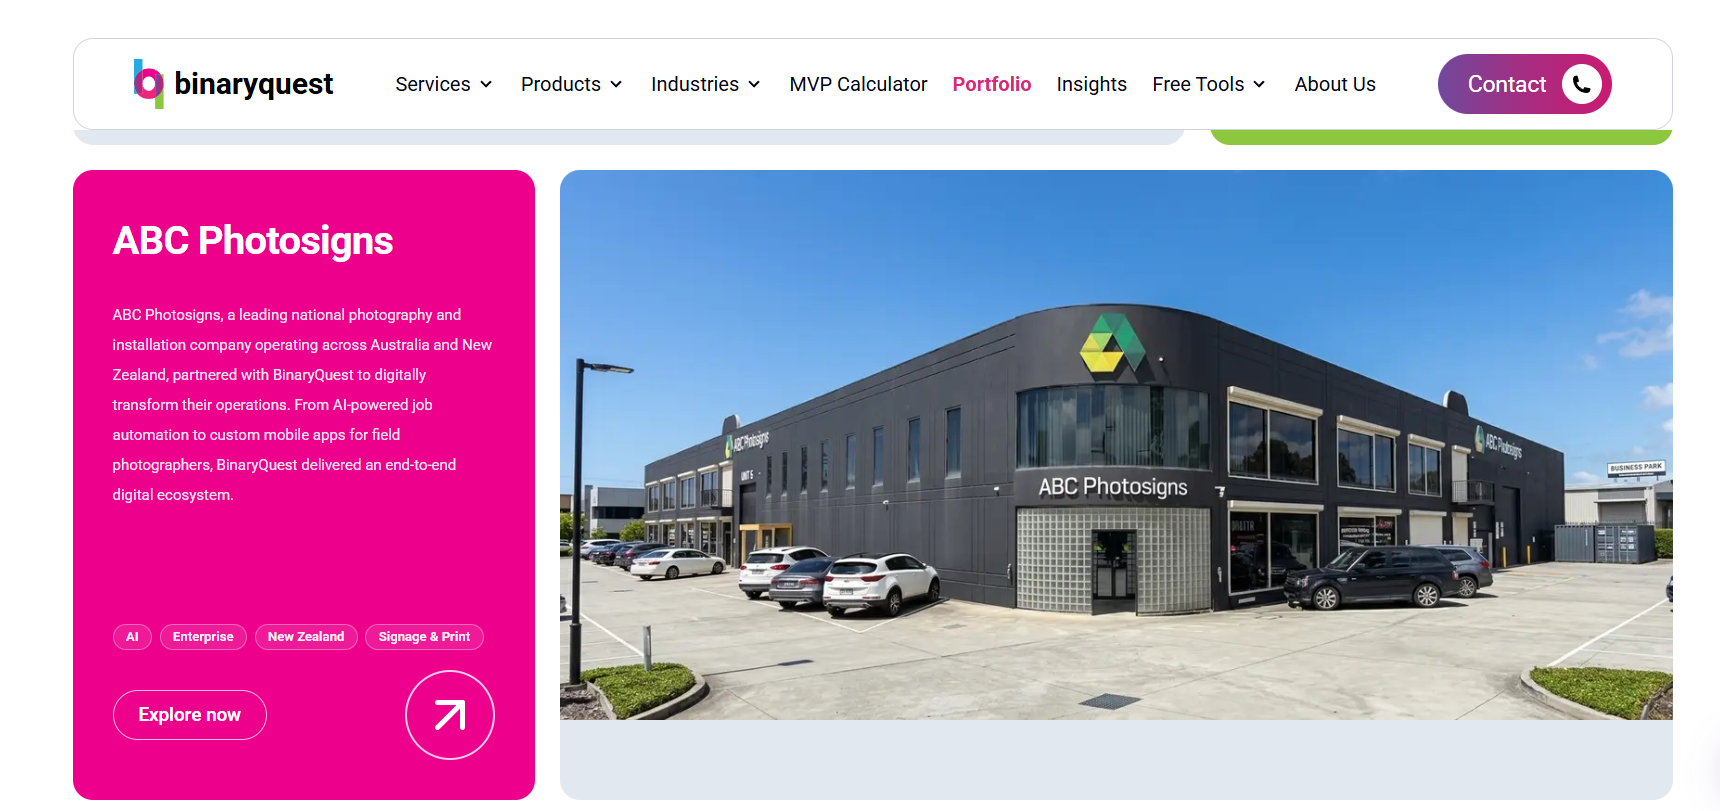 binaryquest
Services Products Industries MVP Calculator Portfolio Insights Free Tools About Us Contact
ABC Photosigns
ABC Photosigns, a leading national photography and
installation company operating across Australia and New
Zealand, partnered with BinaryQuest to digitally
transform their operations. From AI-powered job
automation to custom mobile apps for field
photographers, BinaryQuest delivered an end-to-end
digital ecosystem.
AI Enterprise New Zealand Signage & Print
Explore now
ABC Photosigns
UNIT 5
ABC Photosigns
ABC Photosigns
BUSINESS PARK